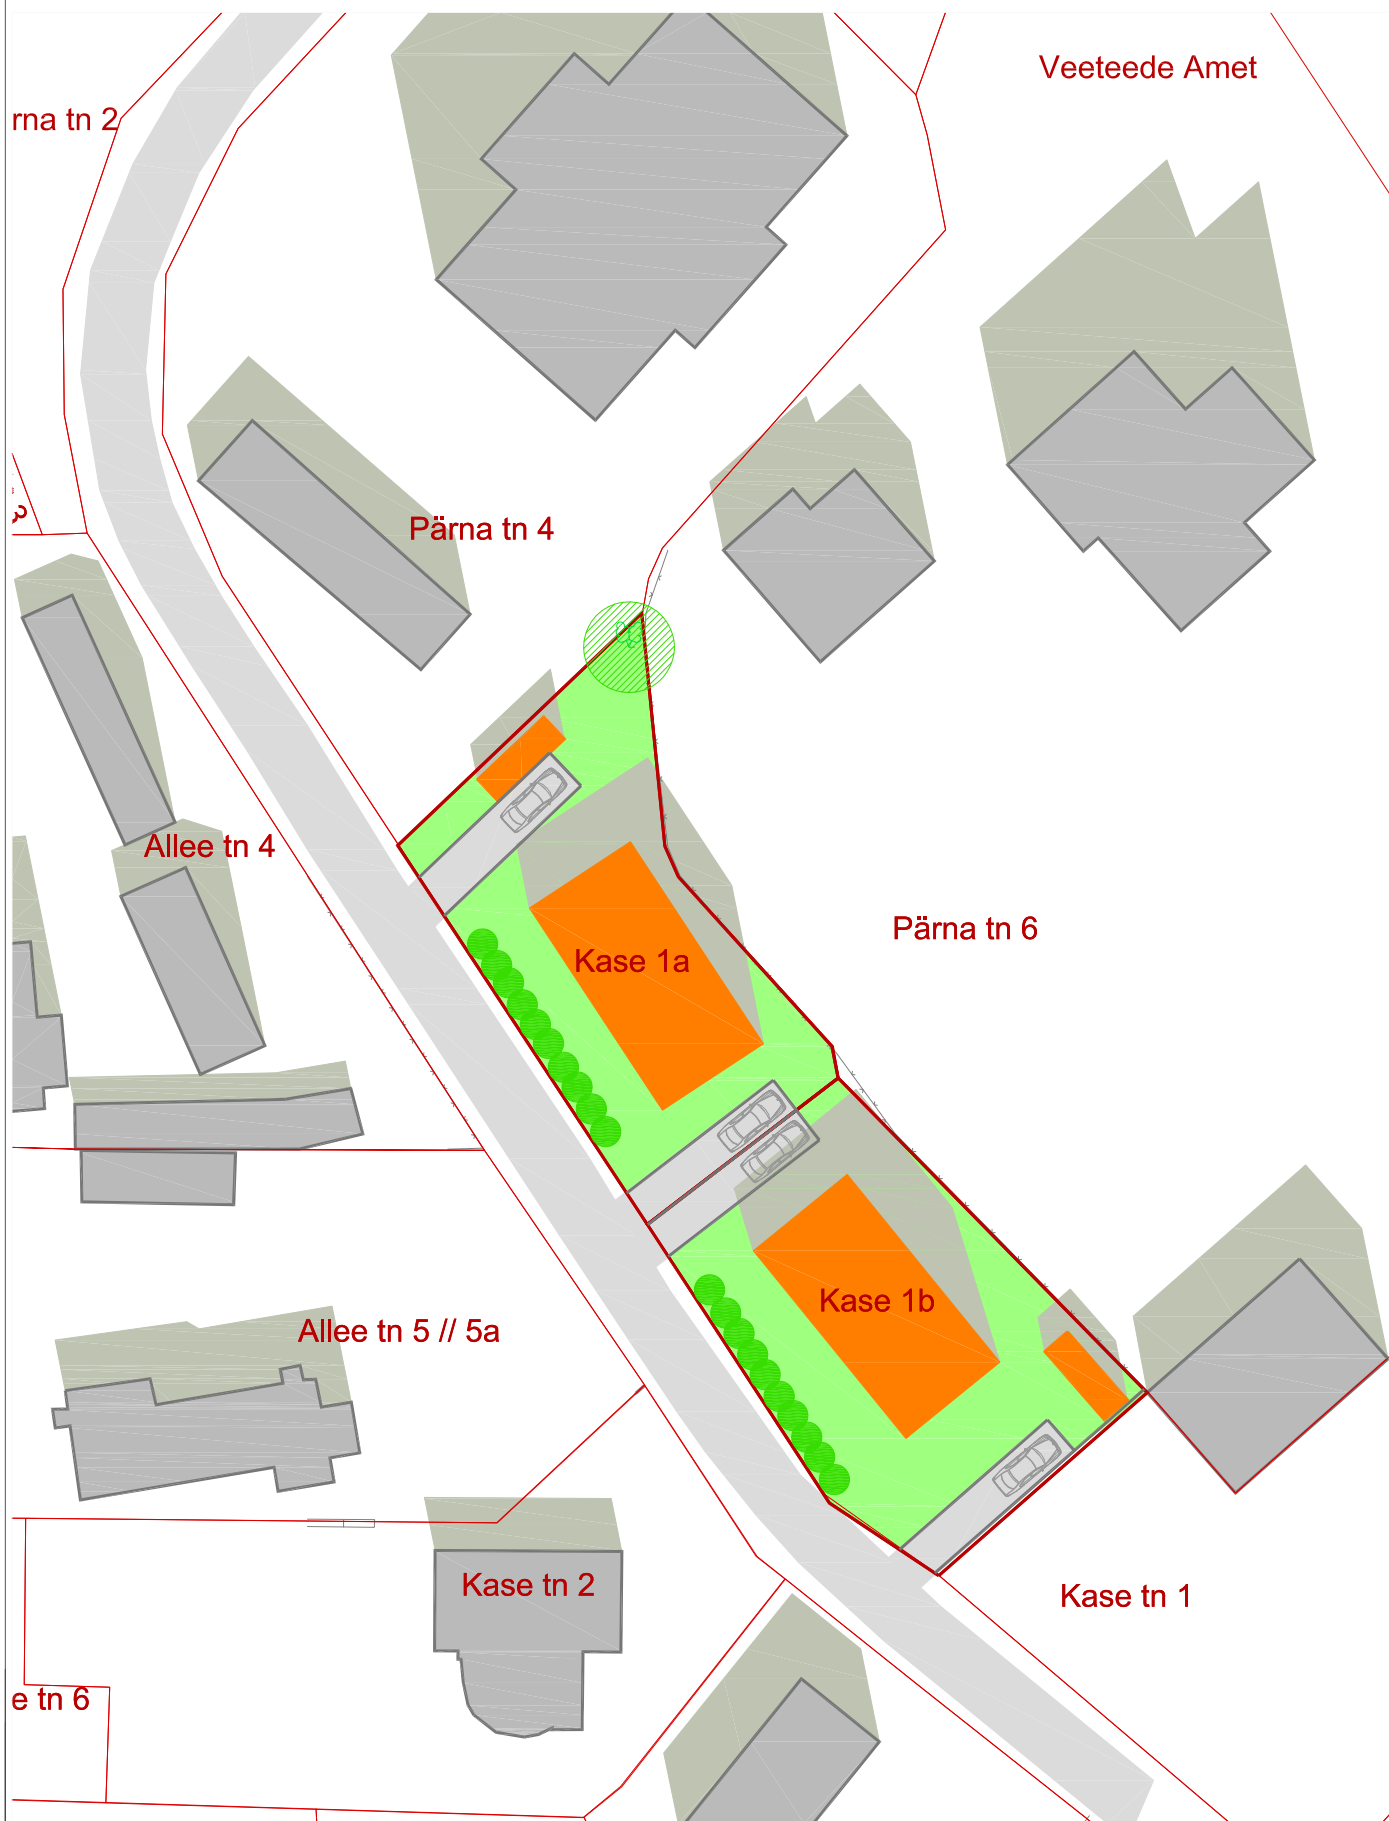 Veeteede Amet
rna tn 2
Pärna tn 4
Allee tn 4
Pärna tn 6
Kase 1a
Kase 1b
Allee tn 5 // 5a
Kase tn 2
Kase tn 1
e tn 6